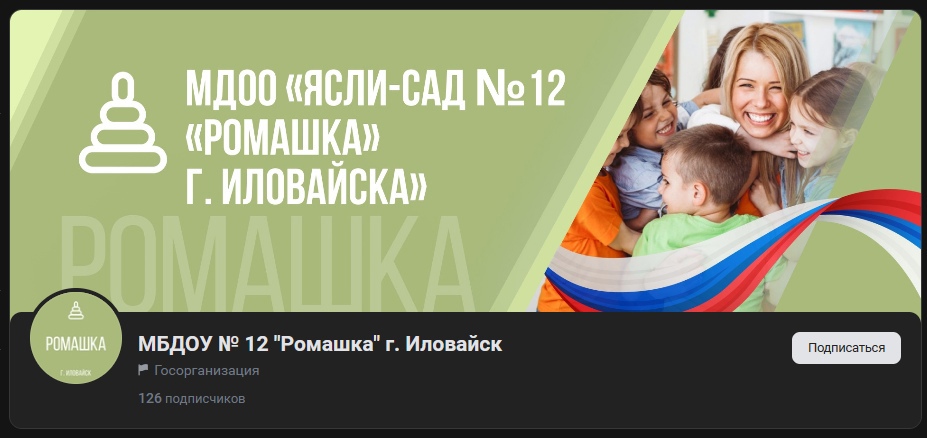 МДОО «ЯСЛИ-САД №12
«РОМАШКА»
Г. ИЛОВАЙСКА»
РОМАШКА
РОМАШКА
Г. ИЛОВАЙСК
МБДОУ № 12 "Ромашка" г. Иловайск
Госорганизация
126 подписчиков
Подписаться